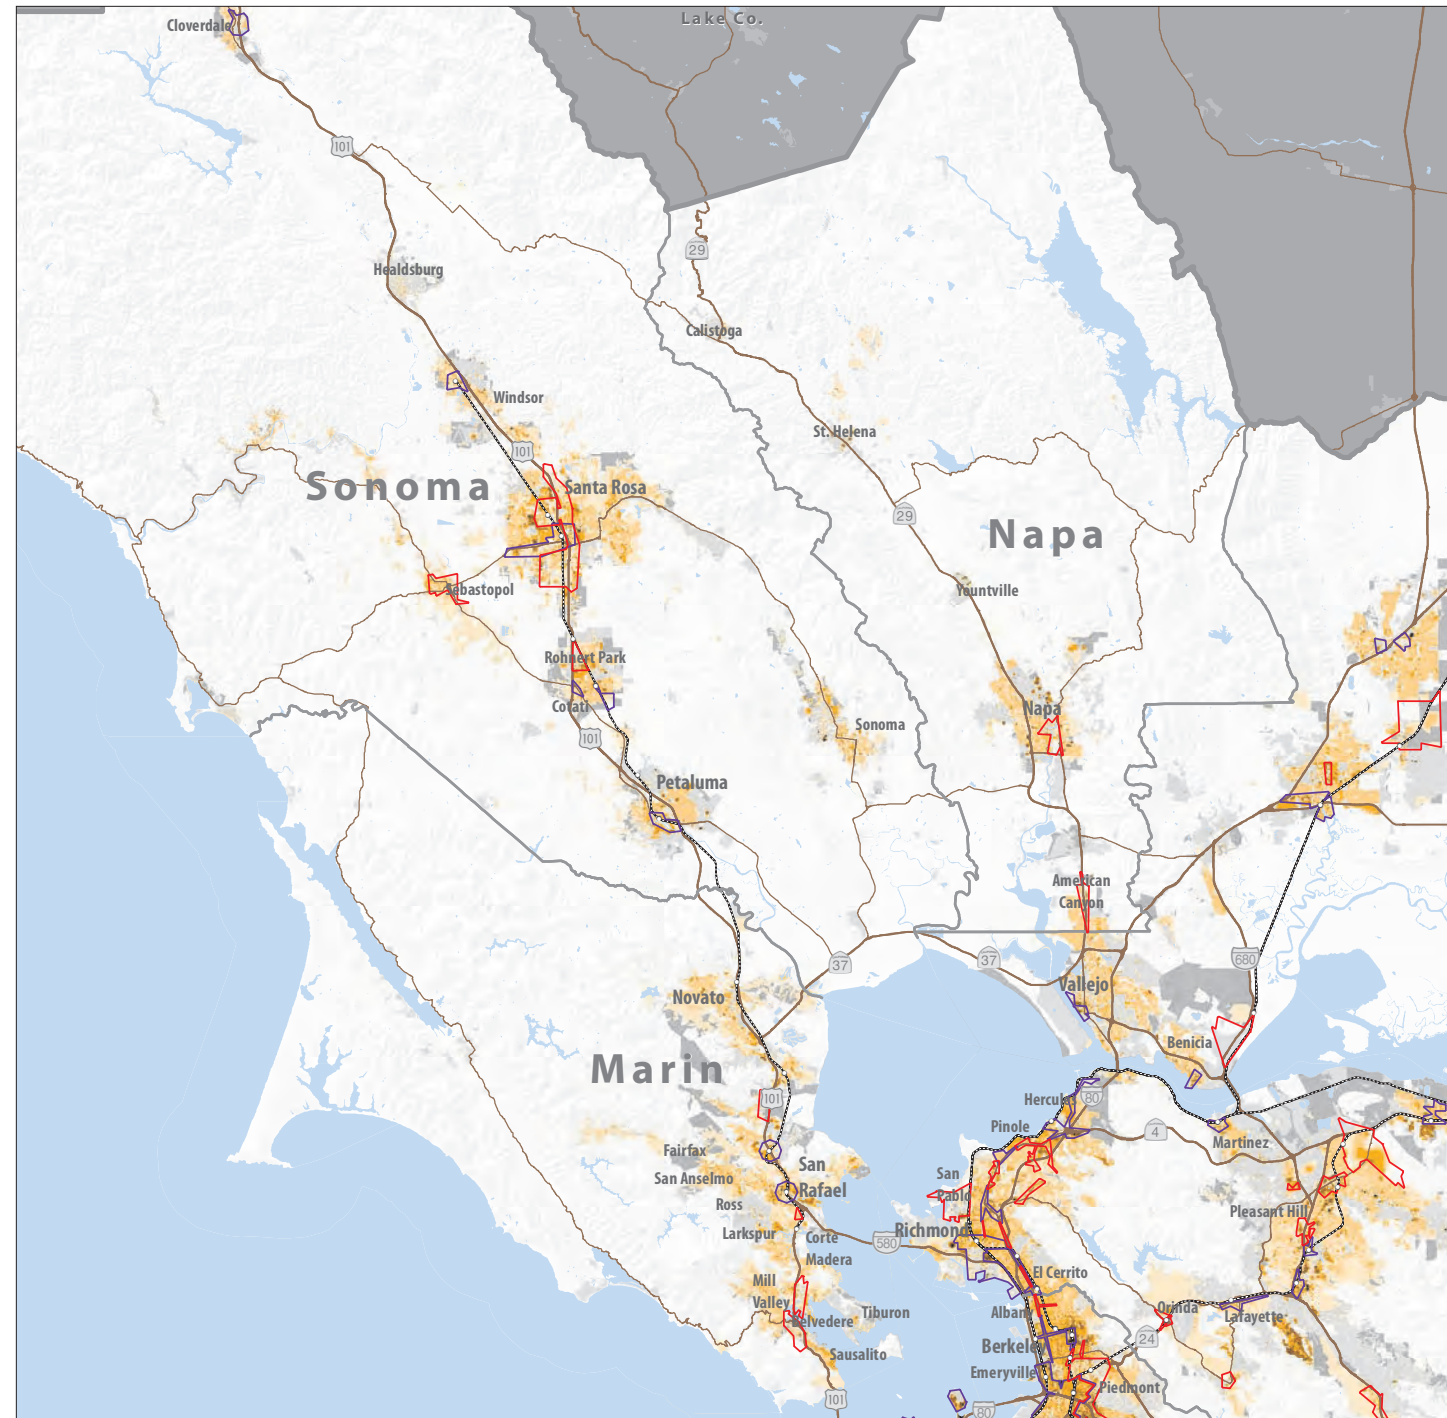 Lake Co.
Cloverdale
101
29
Healdsburg
Calistoga
Windsor
St. Helena
101
Sonoma
Santa Rosa
29
Napa
Sebastopol
Yountville
Rohnert Park
Cotati
Napa
Sonoma
101
Petaluma
American
Canyon
37
37
680
Novato
Vallejo
Benicia
Marin
101
Hercules
80
Pinole
4
Martinez
Fairfax
San
Rafael
San Anselmo
San
Pablo
Ross
Pleasant Hill
Larkspur
Corte
Madera
580
Richmond
El Cerrito
Mill
Valley
Tiburon
Belvedere
Albany
Orinda
Lafayette
Sausalito
Berkeley
24
Emeryville
Piedmont
101
80